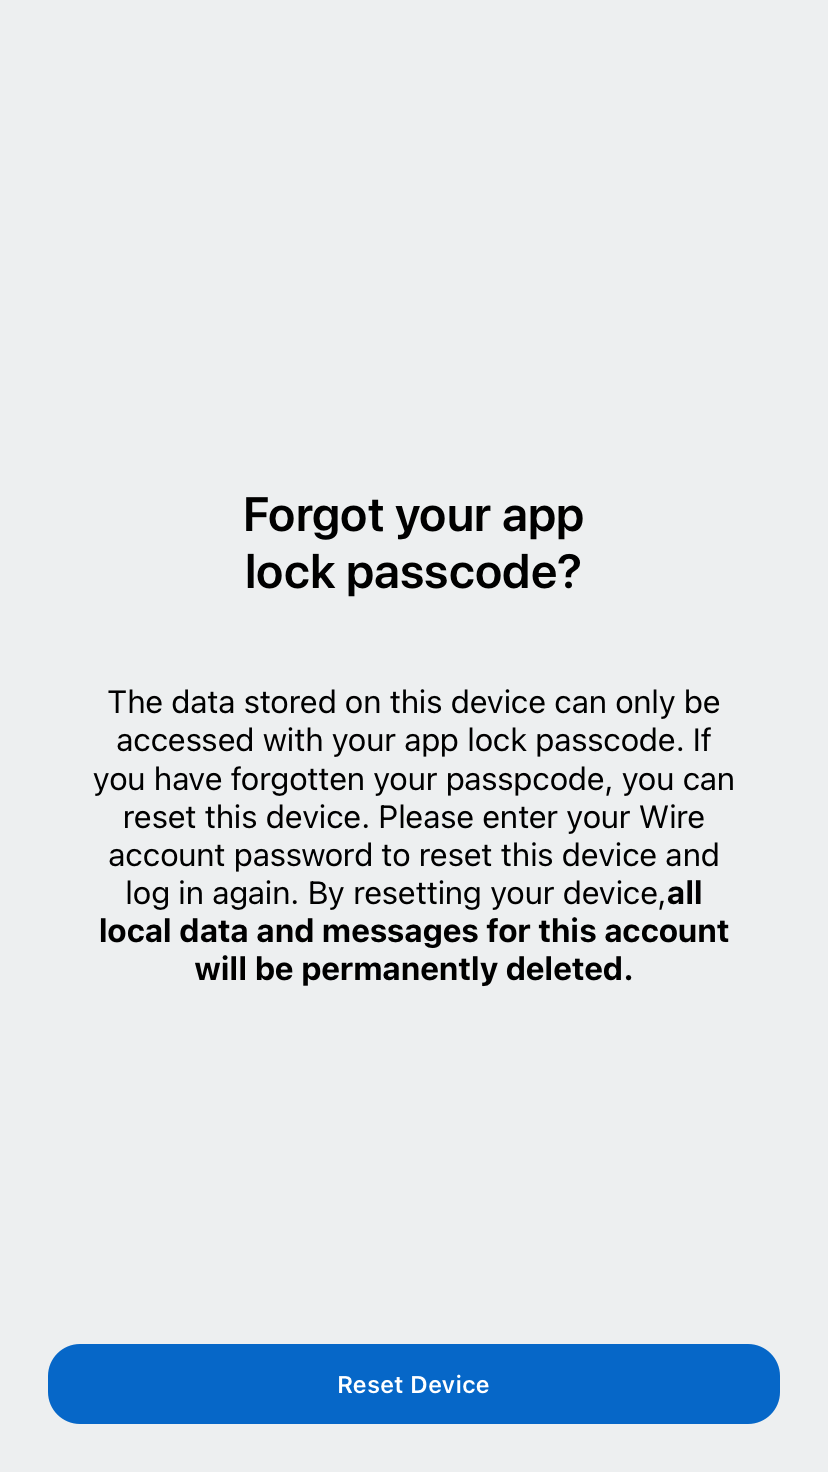 Forgot your app
lock passcode?
The data stored on this device can only be
accessed with your app lock passcode. If
you have forgotten your passpcode, you can
reset this device. Please enter your Wire
account password to reset this device and
log in again. By resetting your device,all
local data and messages for this account
will be permanently deleted.
Reset Device